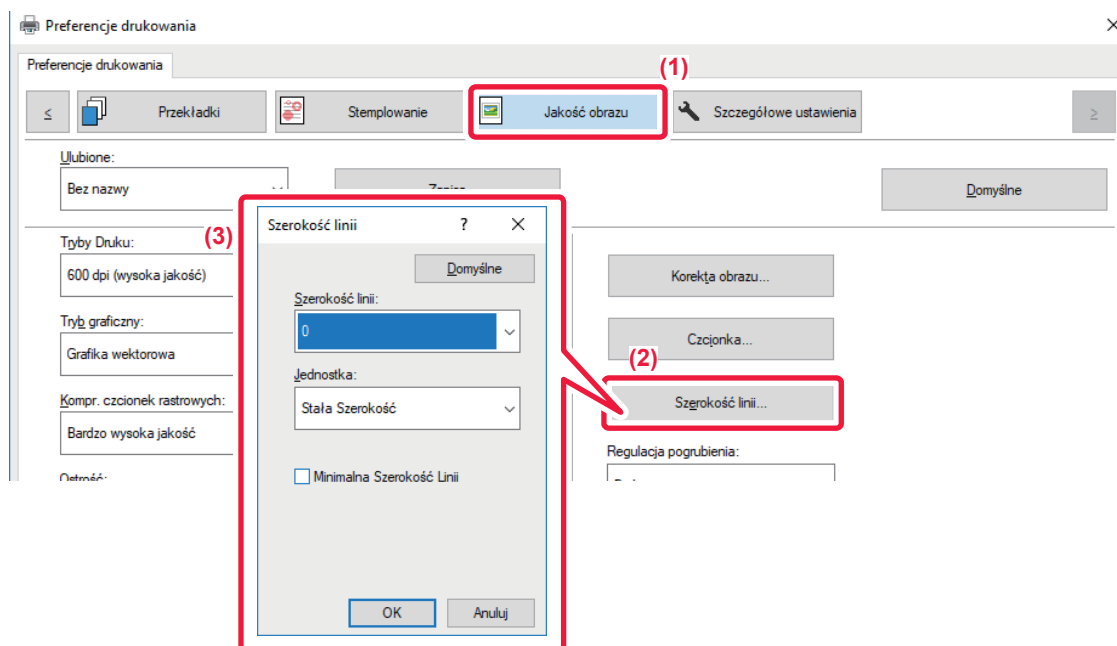 Preferencje drukowania
Preferencje drukowania
(1)
≤
Przekładki
Stemplowanie
Jakość obrazu
Szczegółowe ustawienia
≥
Ulubione:
Bez nazwy
Domyślne
Tryby Druku:
600 dpi (wysoka jakość)
Tryb graficzny:
Grafika wektorowa
Kompr. czcionek rastrowych:
Bardzo wysoka jakość
Ostrość:
(3)
Szerokość linii
?
Domyślne
Szerokość linii:
0
Jednostka:
Stała Szerokość
Minimalna Szerokość Linii
OK
Anuluj
Korekta obrazu...
Czcionka...
(2)
Szerokość linii...
Regulacja pogrubienia: